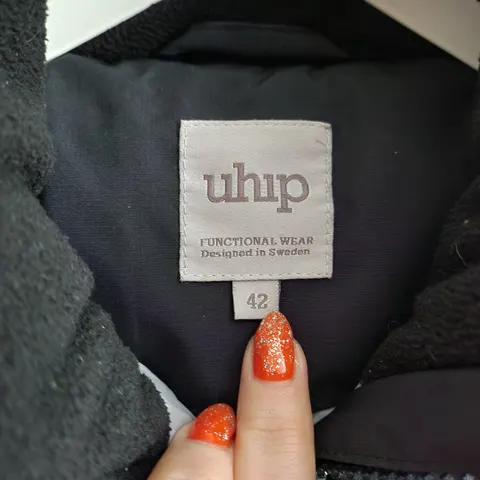 uhip
FUNCTIONAL WEAR
Designed in Sweden
42